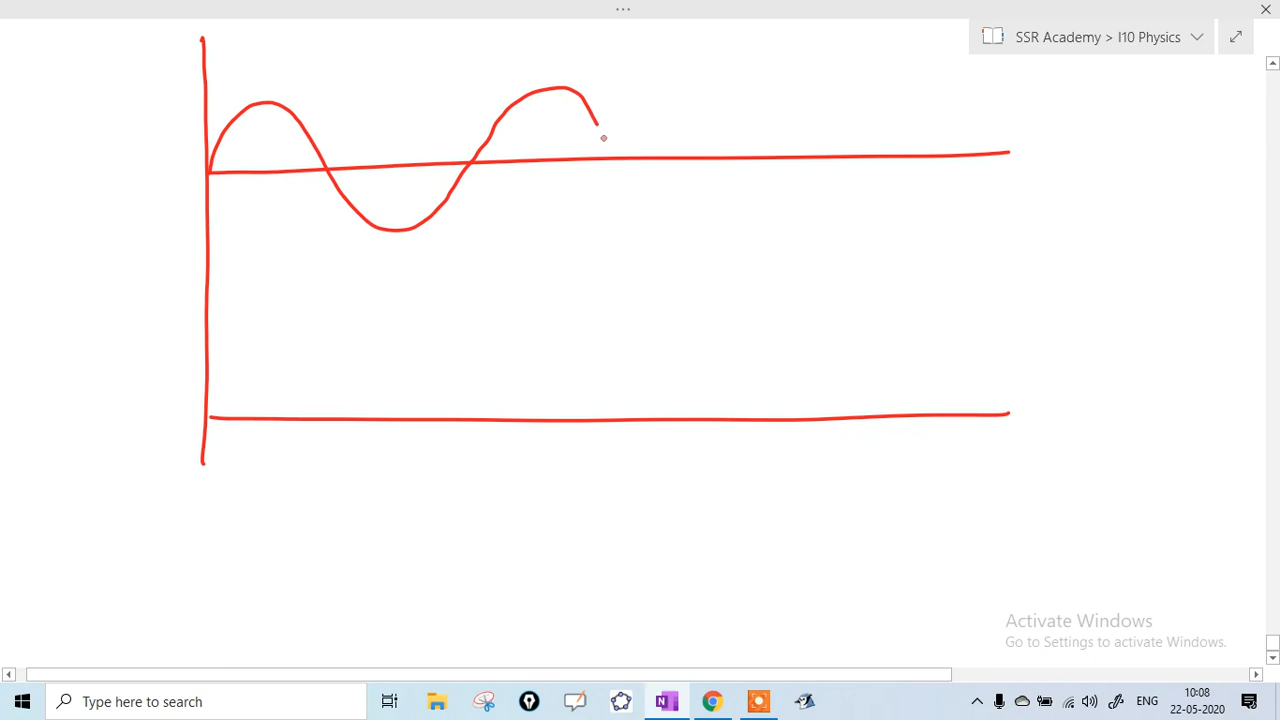 SSR Academy > I10 Physics
Activate Windows
Go to Settings to activate Windows.
Type here to search
N
ENG
10:08
22-05-2020